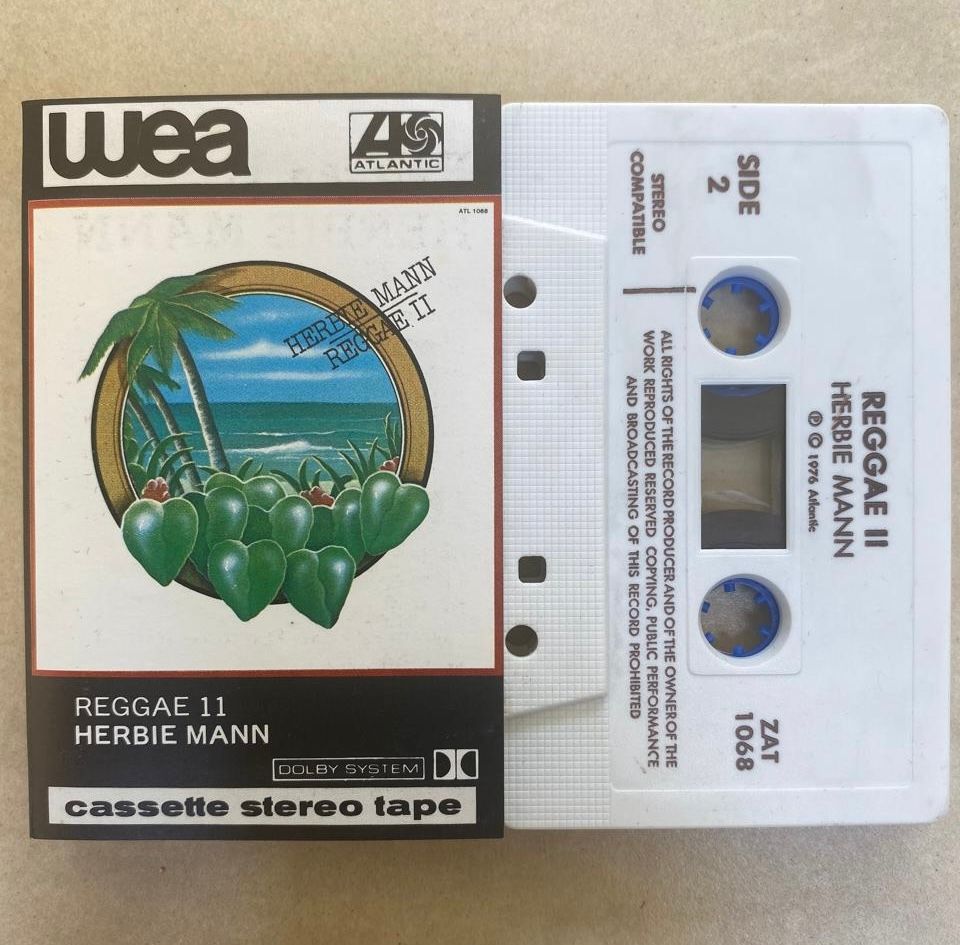 wea
ATLANTIC
ATL 1068
HERBIE MANN
REGGAE II
REGGAE 11
HERBIE MANN
DOLBY SYSTEM
cassette stereo tape
SIDE
2
STEREO
COMPATIBLE
REGGAE II
HERBIE MANN
℗ © 1976 Atlantic
ALL RIGHTS OF THE RECORD PRODUCER AND OF THE OWNER OF THE
WORK REPRODUCED RESERVED COPYING, PUBLIC PERFORMANCE
AND BROADCASTING OF THIS RECORD PROHIBITED
ZAT
1068